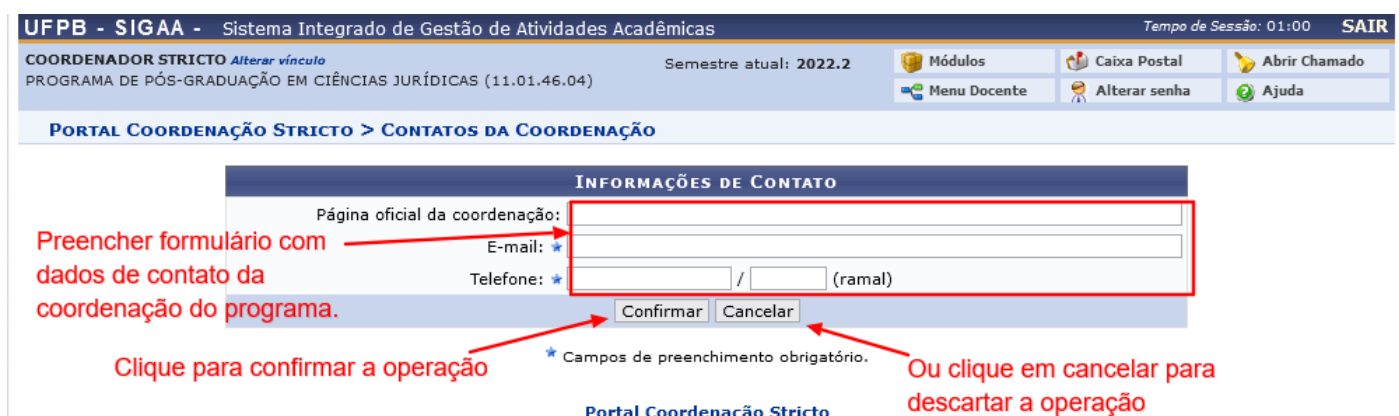 UFPB - SIGAA - Sistema Integrado de Gestão de Atividades Acadêmicas Tempo de Sessão: 01:00 SAIR
COORDENADOR STRICTO Alterar vínculo Semestre atual: 2022.2 Módulos Caixa Postal Abrir Chamado
PROGRAMA DE PÓS-GRADUAÇÃO EM CIÊNCIAS JURÍDICAS (11.01.46.04) Menu Docente Alterar senha Ajuda
PORTAL COORDENAÇÃO STRICTO > CONTATOS DA COORDENAÇÃO
INFORMAÇÕES DE CONTATO
Página oficial da coordenação:
Preencher formulário com
E-mail:
dados de contato da
Telefone: / (ramal)
coordenação do programa.
Confirmar Cancelar
Campos de preenchimento obrigatório.
Clique para confirmar a operação
Ou clique em cancelar para
descartar a operação
Portal Coordenação Stricto